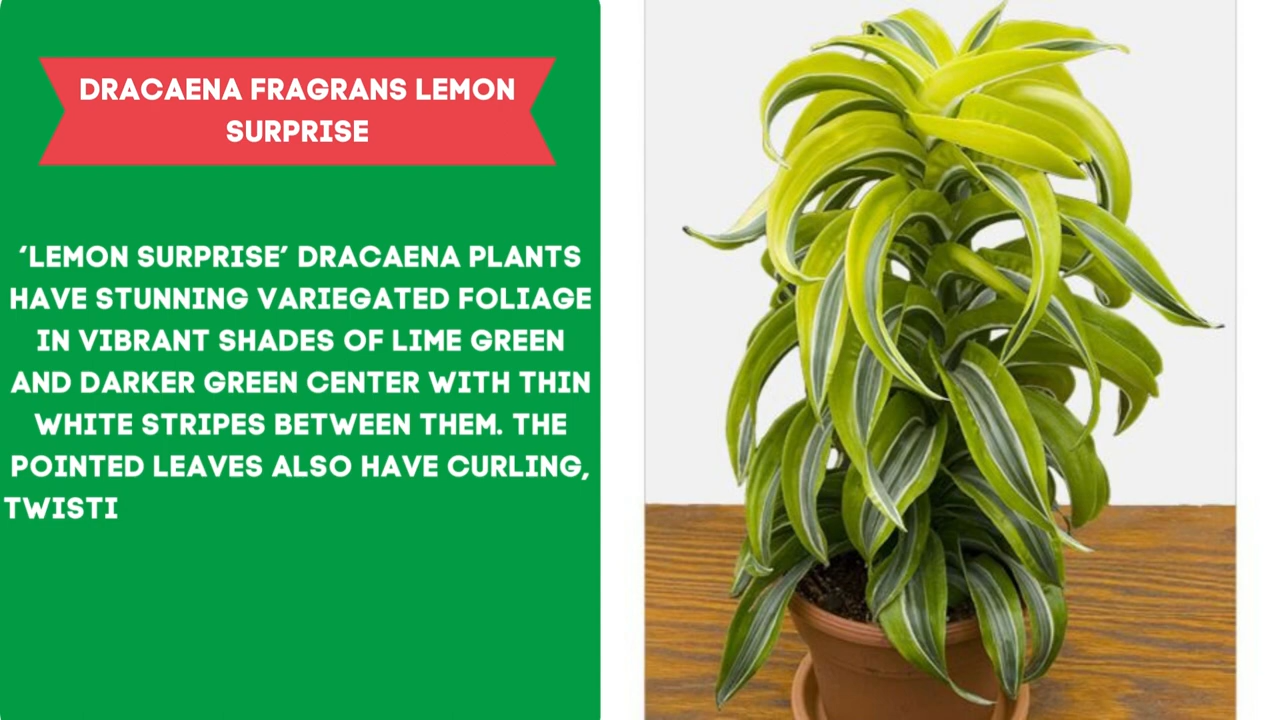 DRACAENA FRAGRANS LEMON
SURPRISE
‘LEMON SURPRISE’ DRACAENA PLANTS
HAVE STUNNING VARIEGATED FOLIAGE
IN VIBRANT SHADES OF LIME GREEN
AND DARKER GREEN CENTER WITH THIN
WHITE STRIPES BETWEEN THEM. THE
POINTED LEAVES ALSO HAVE CURLING,
TWISTI